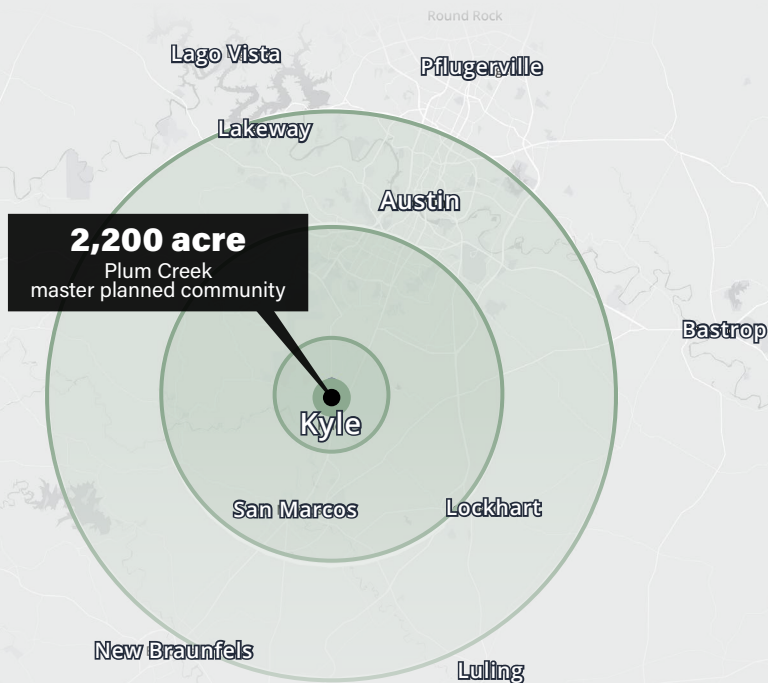 Round Rock
Lago Vista
Pflugerville
Lakeway
Austin
2,200 acre
Plum Creek
master planned community
Bastrop
Kyle
San Marcos
Lockhart
New Braunfels
Luling